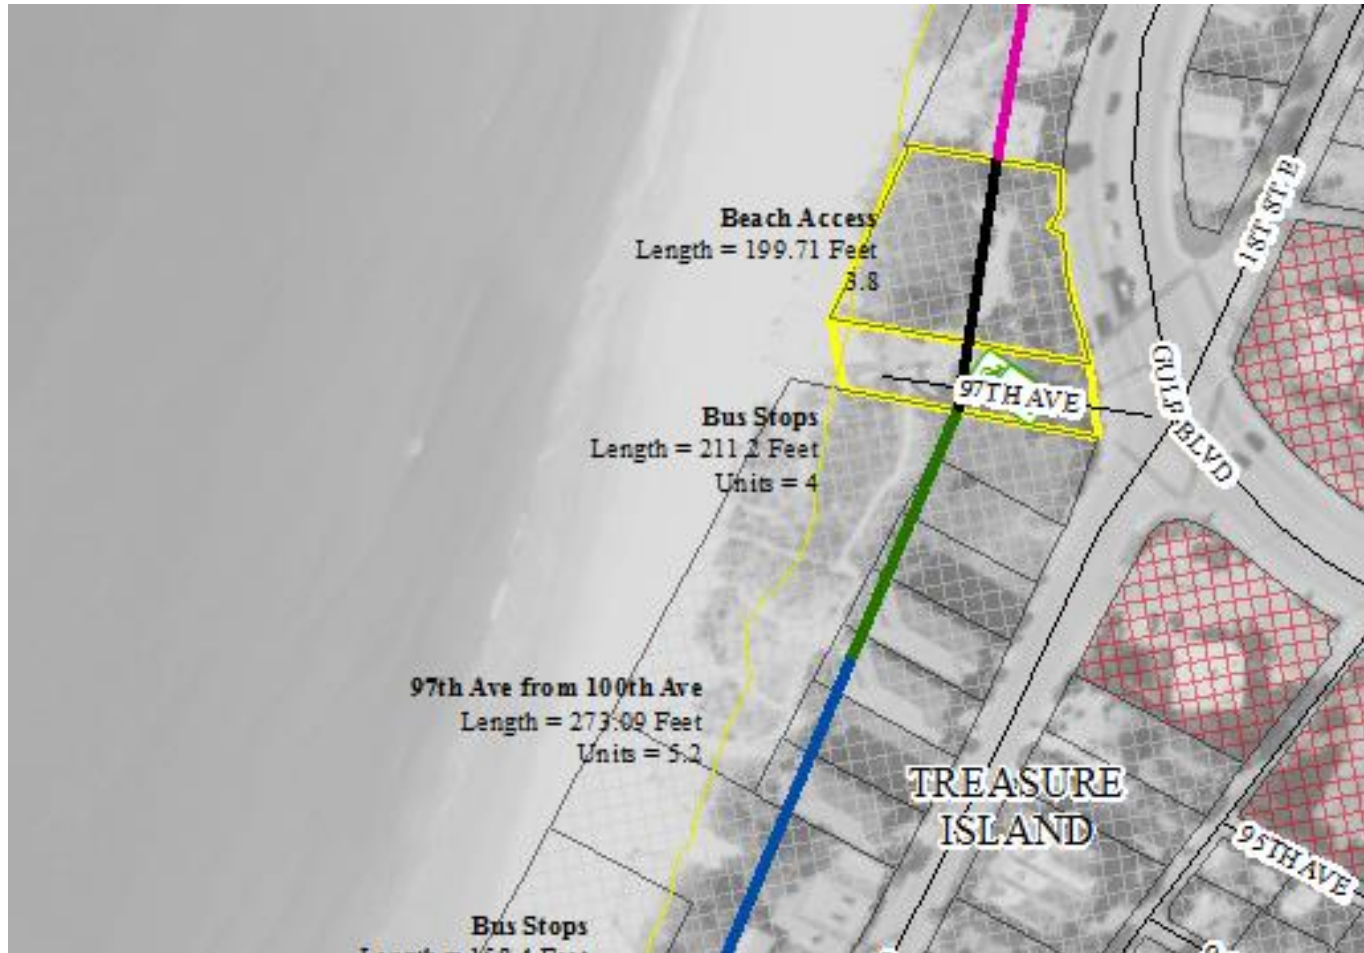 1ST ST. E
Beach Access
Length = 199.71 Feet
3.8
GULF BLVD
97TH AVE
Bus Stops
Length = 211.2 Feet
Units = 4
97th Ave from 100th Ave
Length = 273.09 Feet
Units = 5.2
TREASURE
ISLAND
95TH AVE
Bus Stops